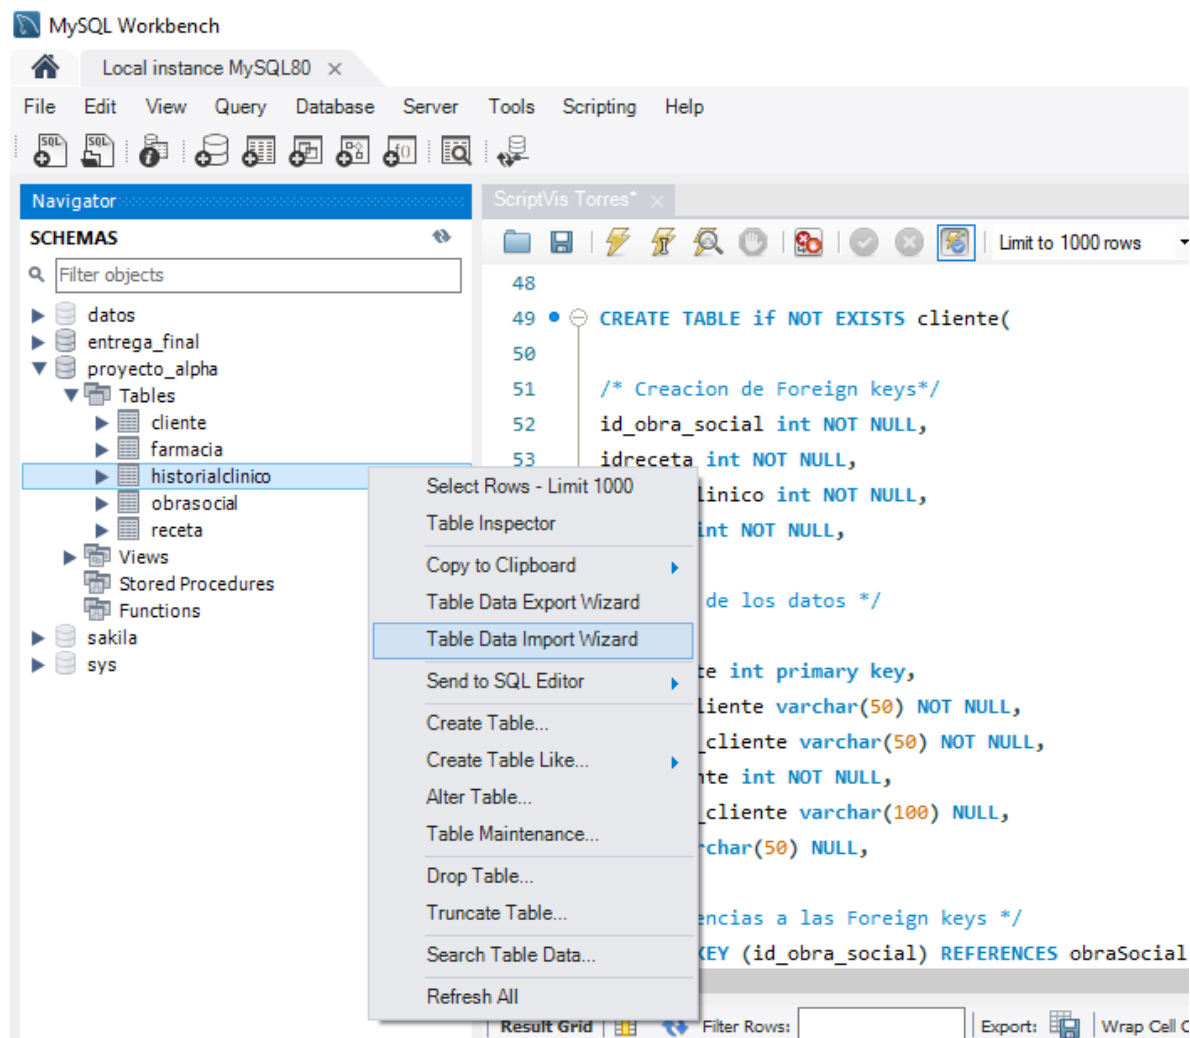 MySQL Workbench
Local instance MySQL80
File Edit View Query Database Server Tools Scripting Help
SQL SQL
Navigator
SCHEMAS
Filter objects
datos
entrega_final
proyecto_alpha
Tables
cliente
farmacia
historialclinico
obrasocial
receta
Views
Stored Procedures
Functions
sakila
sys
ScriptVis Torres*
Limit to 1000 rows
48
49 CREATE TABLE if NOT EXISTS cliente(
50
51 /* Creacion de Foreign keys*/
52 id_obra_social int NOT NULL,
53 idreceta int NOT NULL,
linico int NOT NULL,
int NOT NULL,
de los datos */
te int primary key,
liente varchar(50) NOT NULL,
_cliente varchar(50) NOT NULL,
nte int NOT NULL,
_cliente varchar(100) NULL,
rchar(50) NULL,
encias a las Foreign keys */
KEY (id_obra_social) REFERENCES obraSocial
Select Rows - Limit 1000
Table Inspector
Copy to Clipboard
Table Data Export Wizard
Table Data Import Wizard
Send to SQL Editor
Create Table...
Create Table Like...
Alter Table...
Table Maintenance...
Drop Table...
Truncate Table...
Search Table Data...
Refresh All
Result Grid Filter Rows: Export: Wrap Cell C